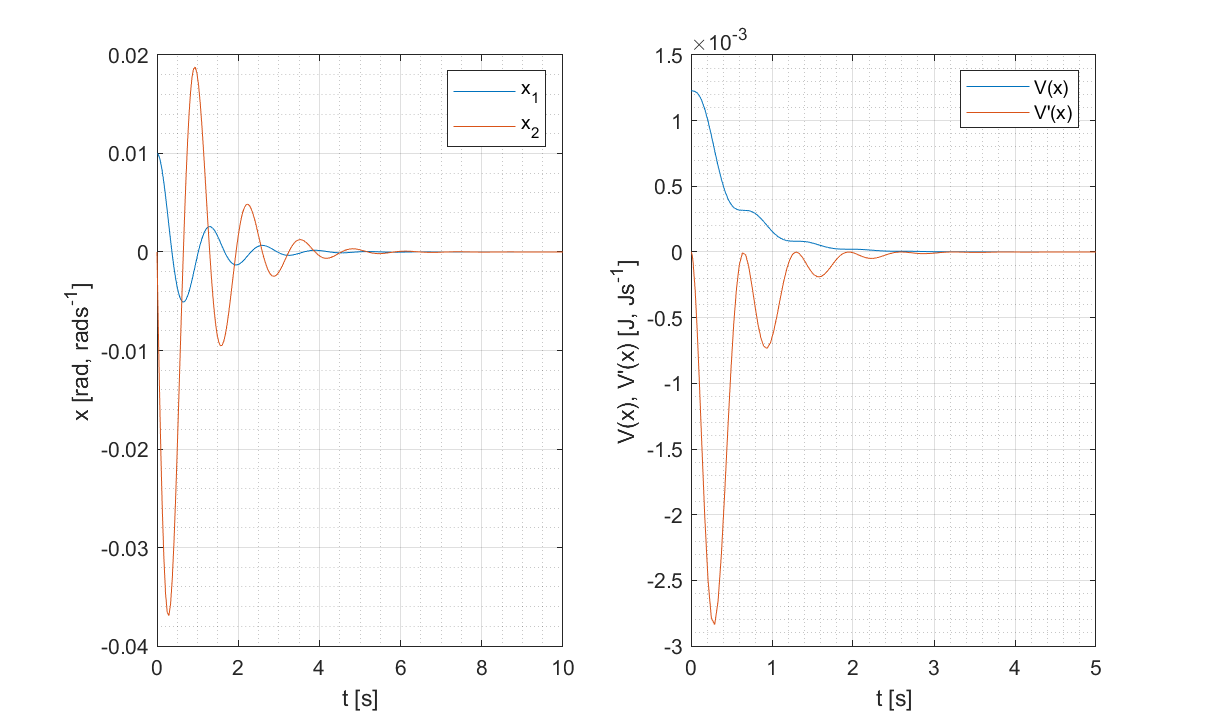 0.02
0.01
0
-0.01
-0.02
-0.03
-0.04
0 2 4 6 8 10
t [s]
x [rad, rads⁻¹]
x₁
x₂
×10⁻³
1.5
1
0.5
0
-0.5
-1
-1.5
-2
-2.5
-3
0 1 2 3 4 5
t [s]
V(x), V'(x) [J, Js⁻¹]
V(x)
V'(x)